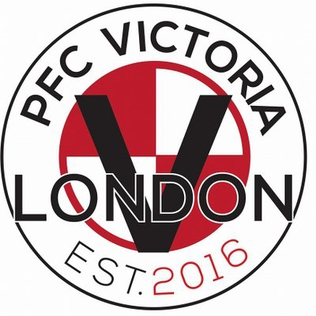 PFC VICTORIA
V
LONDON
EST. 2016